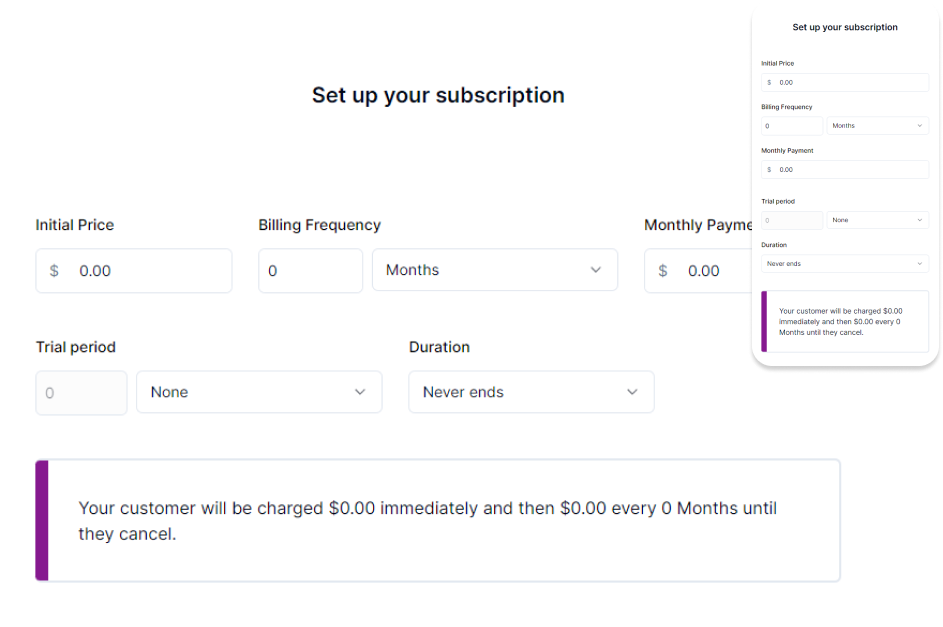 Set up your subscription
Initial Price
Billing Frequency
Monthly Payme
$ 0.00
0
Months
$ 0.00
Trial period
Duration
0
None
Never ends
Your customer will be charged $0.00 immediately and then $0.00 every 0 Months until
they cancel.
Set up your subscription
Initial Price
$ 0.00
Billing Frequency
0
Months
Monthly Payment
$ 0.00
Trial period
0
None
Duration
Never ends
Your customer will be charged $0.00
immediately and then $0.00 every 0
Months until they cancel.